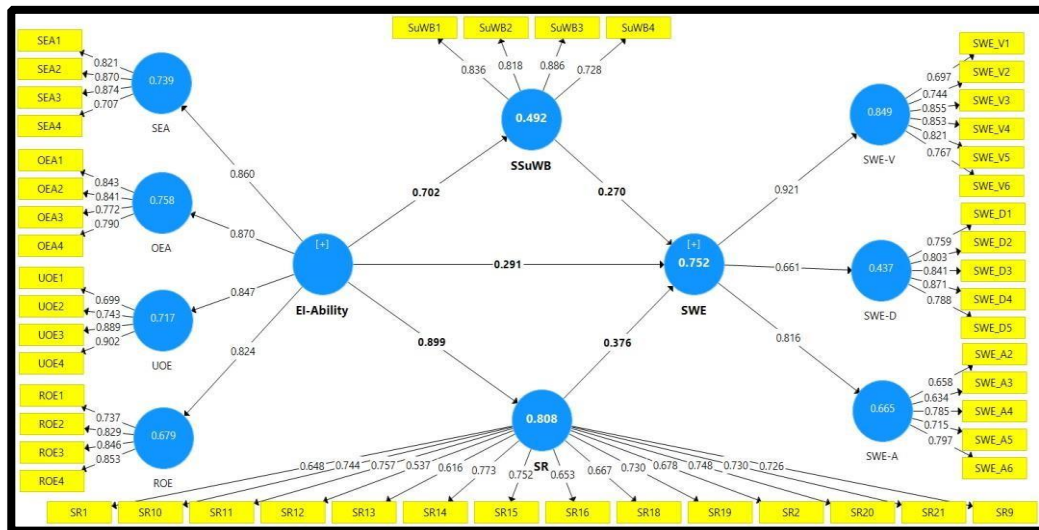 SuWB1 SuWB2 SuWB3 SuWB4
0.836 0.818 0.886 0.728
0.492
SSuWB
SEA1
SEA2
SEA3
SEA4
0.821
0.870
0.874
0.707
0.739
SEA
OEA1
OEA2
OEA3
OEA4
0.843
0.841
0.772
0.790
0.758
OEA
UOE1
UOE2
UOE3
UOE4
0.699
0.743
0.889
0.902
0.717
UOE
ROE1
ROE2
ROE3
ROE4
0.737
0.829
0.846
0.853
0.679
ROE
0.860
0.870
0.847
0.824
[+]
EI-Ability
0.702
0.291
0.899
0.270
0.376
[+]
0.752
SWE
0.921
0.661
0.816
0.849
SWE-V
0.697
0.744
0.855
0.853
0.821
0.767
SWE_V1
SWE_V2
SWE_V3
SWE_V4
SWE_V5
SWE_V6
0.437
SWE-D
0.759
0.803
0.841
0.871
0.788
SWE_D1
SWE_D2
SWE_D3
SWE_D4
SWE_D5
0.665
SWE-A
0.658
0.634
0.785
0.715
0.797
SWE_A2
SWE_A3
SWE_A4
SWE_A5
SWE_A6
0.808
SR
0.648 0.744 0.757 0.537 0.616 0.773 0.752 0.653 0.667 0.730 0.678 0.748 0.730 0.726
SR1 SR10 SR11 SR12 SR13 SR14 SR15 SR16 SR18 SR19 SR2 SR20 SR21 SR9